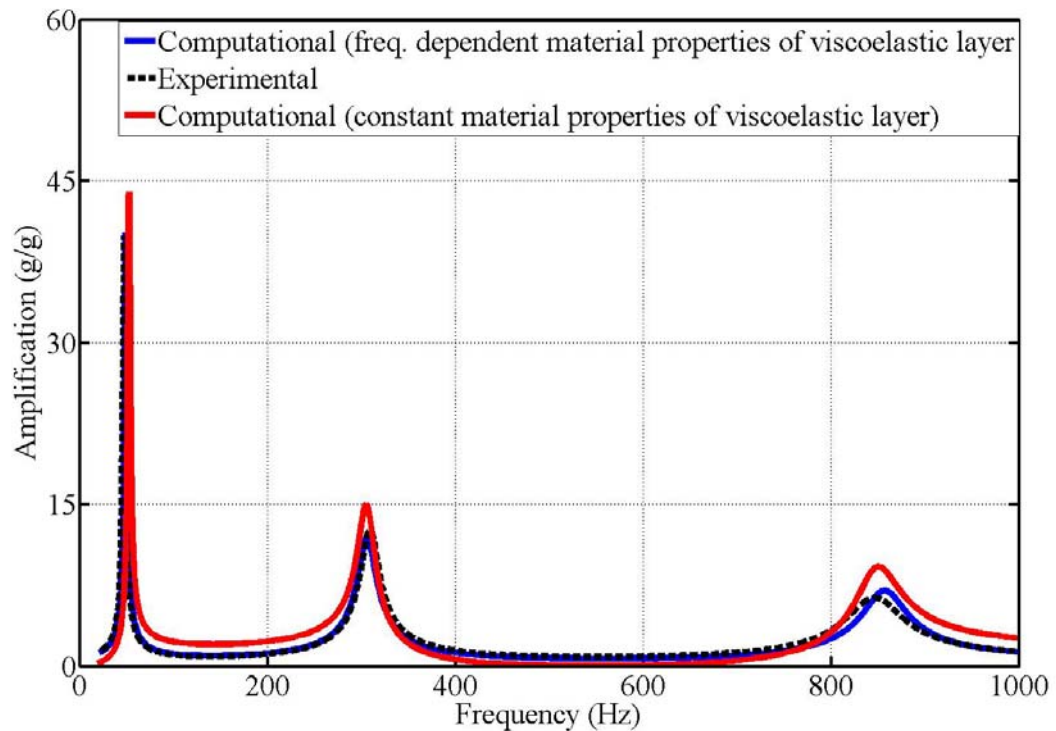 60
Computational (freq. dependent material properties of viscoelastic layer
Experimental
Computational (constant material properties of viscoelastic layer)
45
Amplification (g/g)
30
15
0
0 200 400 600 800 1000
Frequency (Hz)